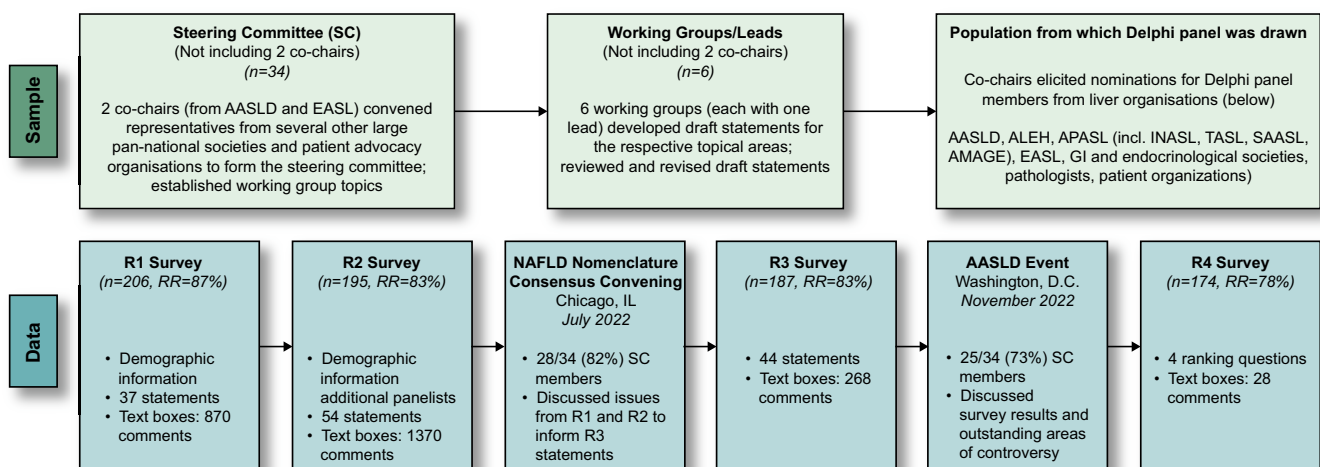 Sample
Steering Committee (SC)
(Not including 2 co-chairs)
(n=34)
2 co-chairs (from AASLD and EASL) convened
representatives from several other large
pan-national societies and patient advocacy
organisations to form the steering committee;
established working group topics
Working Groups/Leads
(Not including 2 co-chairs)
(n=6)
6 working groups (each with one
lead) developed draft statements for
the respective topical areas;
reviewed and revised draft statements
Population from which Delphi panel was drawn
Co-chairs elicited nominations for Delphi panel
members from liver organisations (below)
AASLD, ALEH, APASL (incl. INASL, TASL, SAASL,
AMAGE), EASL, GI and endocrinological societies,
pathologists, patient organizations)
Data
R1 Survey
(n=206, RR=87%)
• Demographic
information
• 37 statements
• Text boxes: 870
comments
R2 Survey
(n=195, RR=83%)
• Demographic
information
additional panelists
• 54 statements
• Text boxes: 1370
comments
NAFLD Nomenclature
Consensus Convening
Chicago, IL
July 2022
• 28/34 (82%) SC
members
• Discussed issues
from R1 and R2 to
inform R3
statements
R3 Survey
(n=187, RR=83%)
• 44 statements
• Text boxes: 268
comments
AASLD Event
Washington, D.C.
November 2022
• 25/34 (73%) SC
members
• Discussed
survey results and
outstanding areas
of controversy
R4 Survey
(n=174, RR=78%)
• 4 ranking questions
• Text boxes: 28
comments